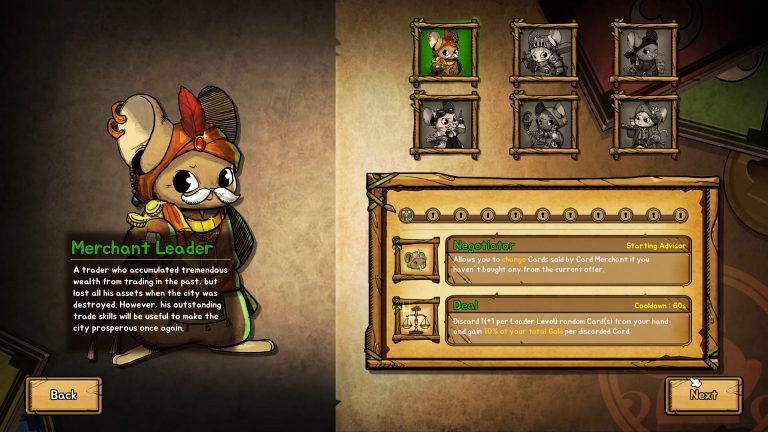 Merchant Leader
A trader who accumulated tremendous
wealth from trading in the past, but
lost all his assets when the city was
destroyed. However, his outstanding
trade skills will be useful to make the
city prosperous once again.
Back
Negotiator
Starting Advisor
Allows you to change Cards sold by Card Merchant if you
haven't bought any from the current offer.
Deal
Cooldown : 60s
Discard 1(+1 per Leader Level) random Card(s) from your hand
and gain 10% of your total Gold per discarded Card.
Next